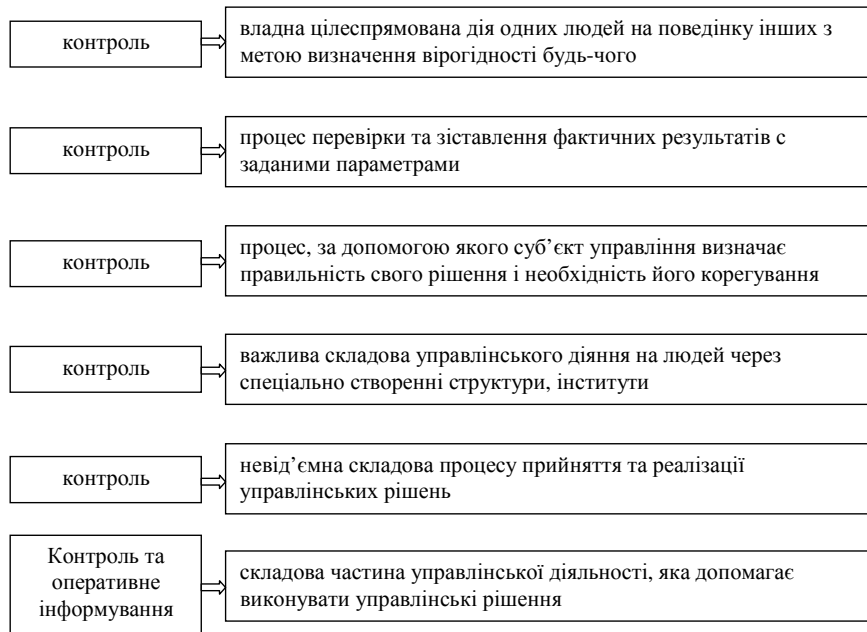 контроль
владна цілеспрямована дія одних людей на поведінку інших з
метою визначення вірогідності будь-чого
контроль
процес перевірки та зіставлення фактичних результатів с
заданими параметрами
контроль
процес, за допомогою якого суб’єкт управління визначає
правильність свого рішення і необхідність його корегування
контроль
важлива складова управлінського діяння на людей через
спеціально створенні структури, інститути
контроль
невід’ємна складова процесу прийняття та реалізації
управлінських рішень
Контроль та
оперативне
інформування
складова частина управлінської діяльності, яка допомагає
виконувати управлінські рішення